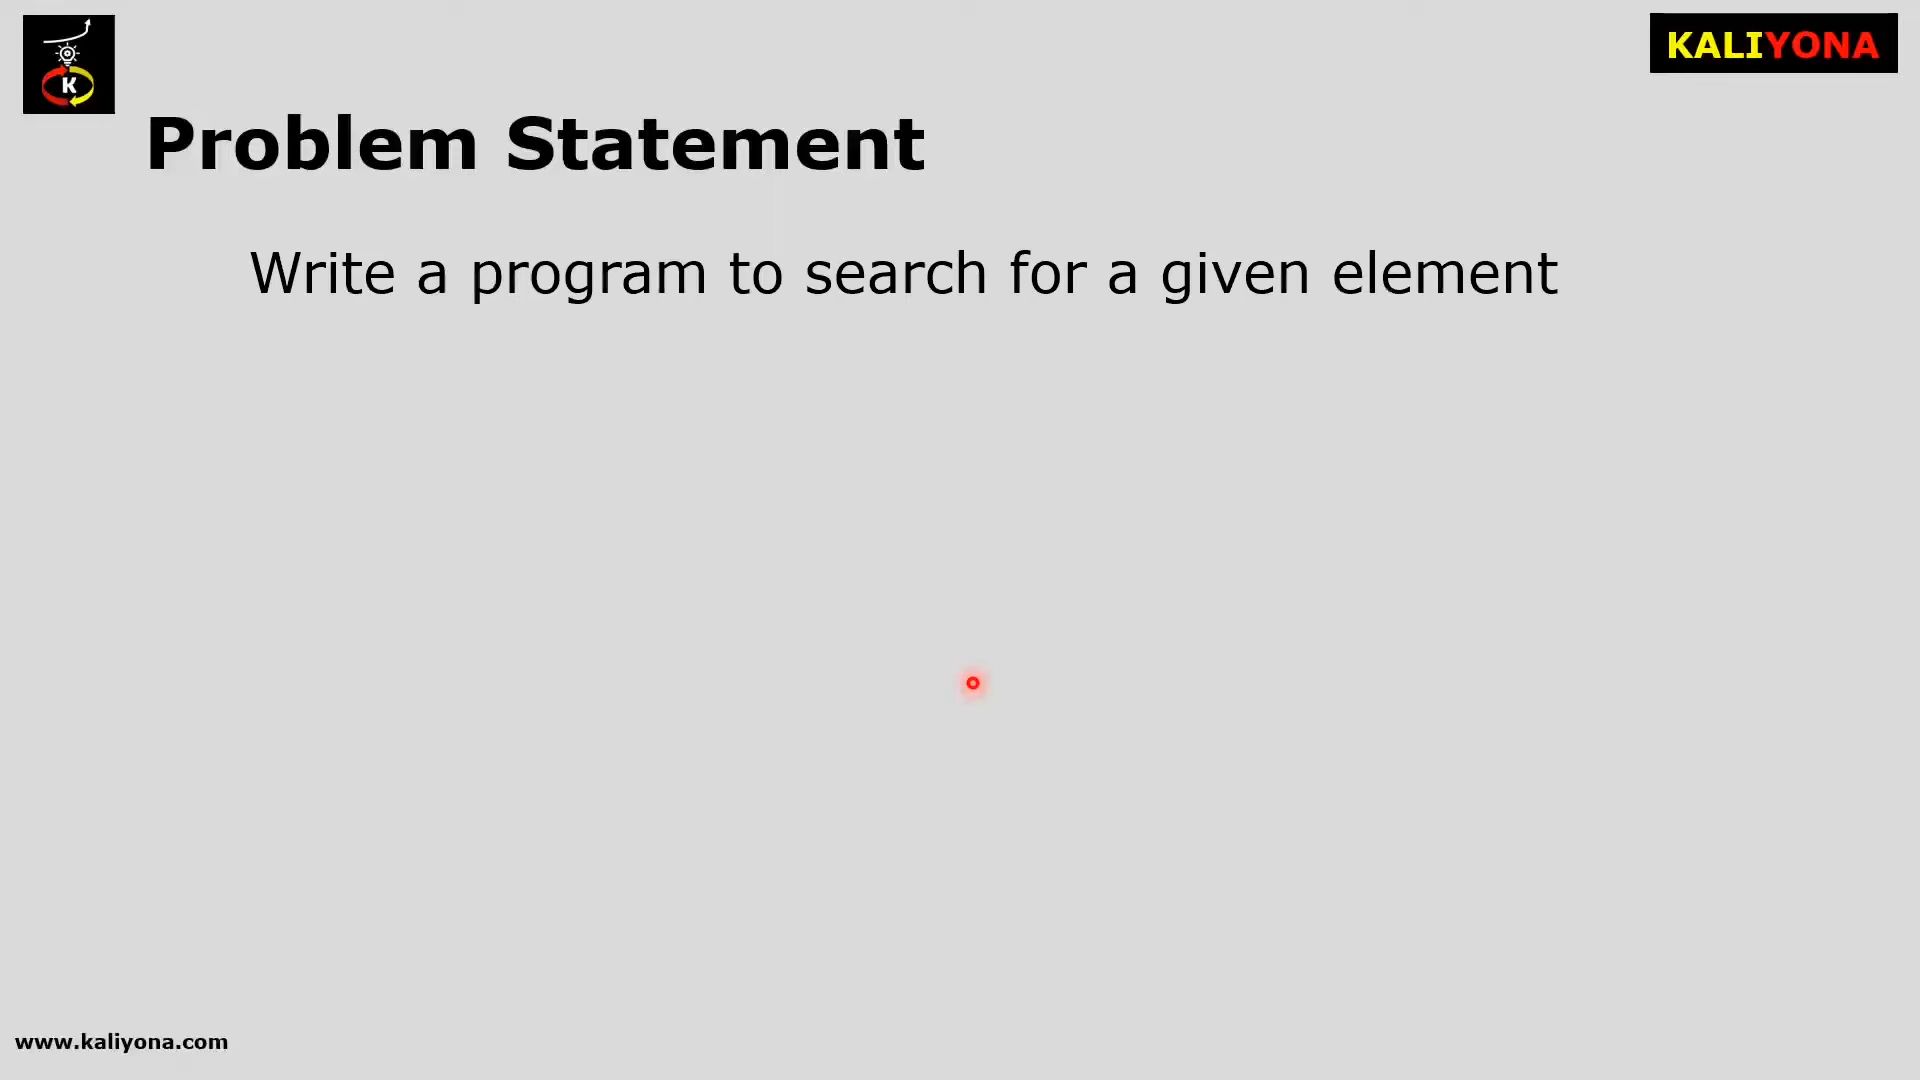 K
KALIYONA
Problem Statement
Write a program to search for a given element
www.kaliyona.com